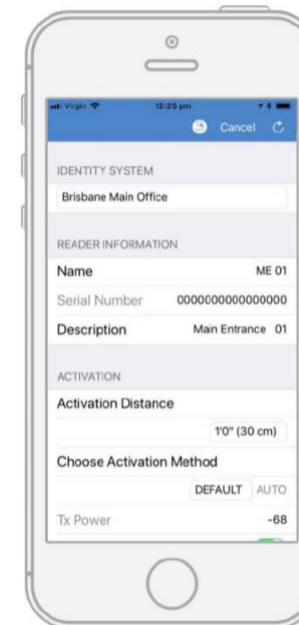 Virgin 12:25 pm
Cancel
IDENTITY SYSTEM
Brisbane Main Office
READER INFORMATION
Name ME 01
Serial Number 0000000000000000
Description Main Entrance 01
ACTIVATION
Activation Distance
1'0" (30 cm)
Choose Activation Method
DEFAULT AUTO
Tx Power -68